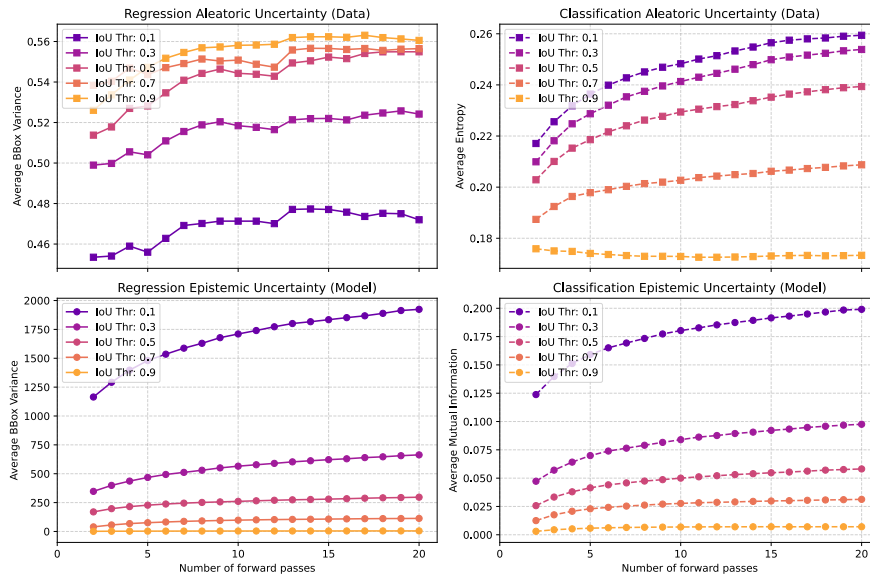 Regression Aleatoric Uncertainty (Data)
Average BBox Variance
0.56
0.54
0.52
0.50
0.48
0.46
IoU Thr: 0.1
IoU Thr: 0.3
IoU Thr: 0.5
IoU Thr: 0.7
IoU Thr: 0.9
Classification Aleatoric Uncertainty (Data)
Average Entropy
0.26
0.24
0.22
0.20
0.18
IoU Thr: 0.1
IoU Thr: 0.3
IoU Thr: 0.5
IoU Thr: 0.7
IoU Thr: 0.9
Regression Epistemic Uncertainty (Model)
Average BBox Variance
2000
1750
1500
1250
1000
750
500
250
0
IoU Thr: 0.1
IoU Thr: 0.3
IoU Thr: 0.5
IoU Thr: 0.7
IoU Thr: 0.9
0 5 10 15 20
Number of forward passes
Classification Epistemic Uncertainty (Model)
Average Mutual Information
0.200
0.175
0.150
0.125
0.100
0.075
0.050
0.025
0.000
IoU Thr: 0.1
IoU Thr: 0.3
IoU Thr: 0.5
IoU Thr: 0.7
IoU Thr: 0.9
0 5 10 15 20
Number of forward passes